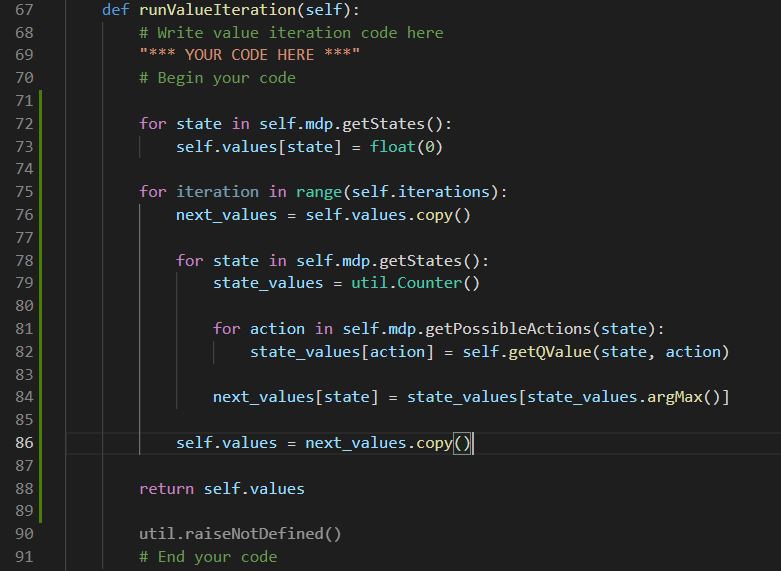 67 def runValueIteration(self):
68 # Write value iteration code here
69 "*** YOUR CODE HERE ***"
70 # Begin your code
71
72 for state in self.mdp.getStates():
73 self.values[state] = float(0)
74
75 for iteration in range(self.iterations):
76 next_values = self.values.copy()
77
78 for state in self.mdp.getStates():
79 state_values = util.Counter()
80
81 for action in self.mdp.getPossibleActions(state):
82 state_values[action] = self.getQValue(state, action)
83
84 next_values[state] = state_values[state_values.argMax()]
85
86 self.values = next_values.copy()
87
88 return self.values
89
90 util.raiseNotDefined()
91 # End your code